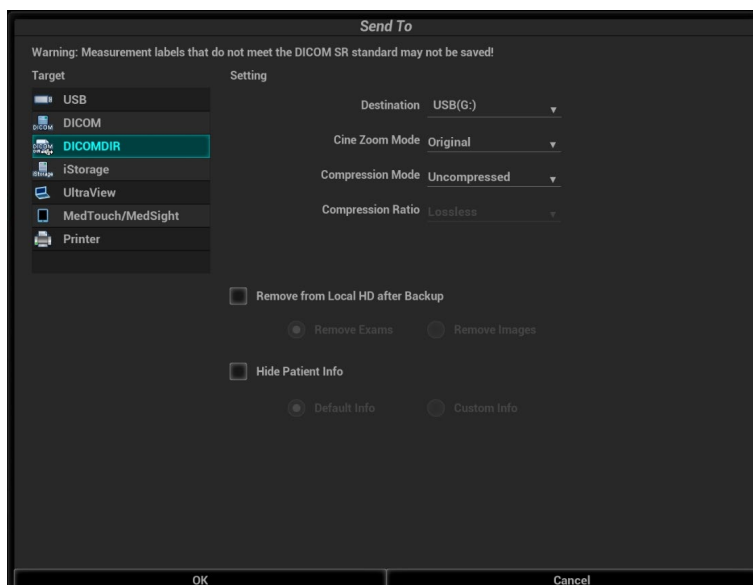 Send To
Warning: Measurement labels that do not meet the DICOM SR standard may not be saved!
Target
Setting
USB
DICOM
DICOM
DICOMDIR
DICOM
iStorage
iStorage
UltraView
MedTouch/MedSight
Printer
Destination USB(G:)
Cine Zoom Mode Original
Compression Mode Uncompressed
Compression Ratio Lossless
Remove from Local HD after Backup
Remove Exams Remove Images
Hide Patient Info
Default Info Custom Info
OK Cancel